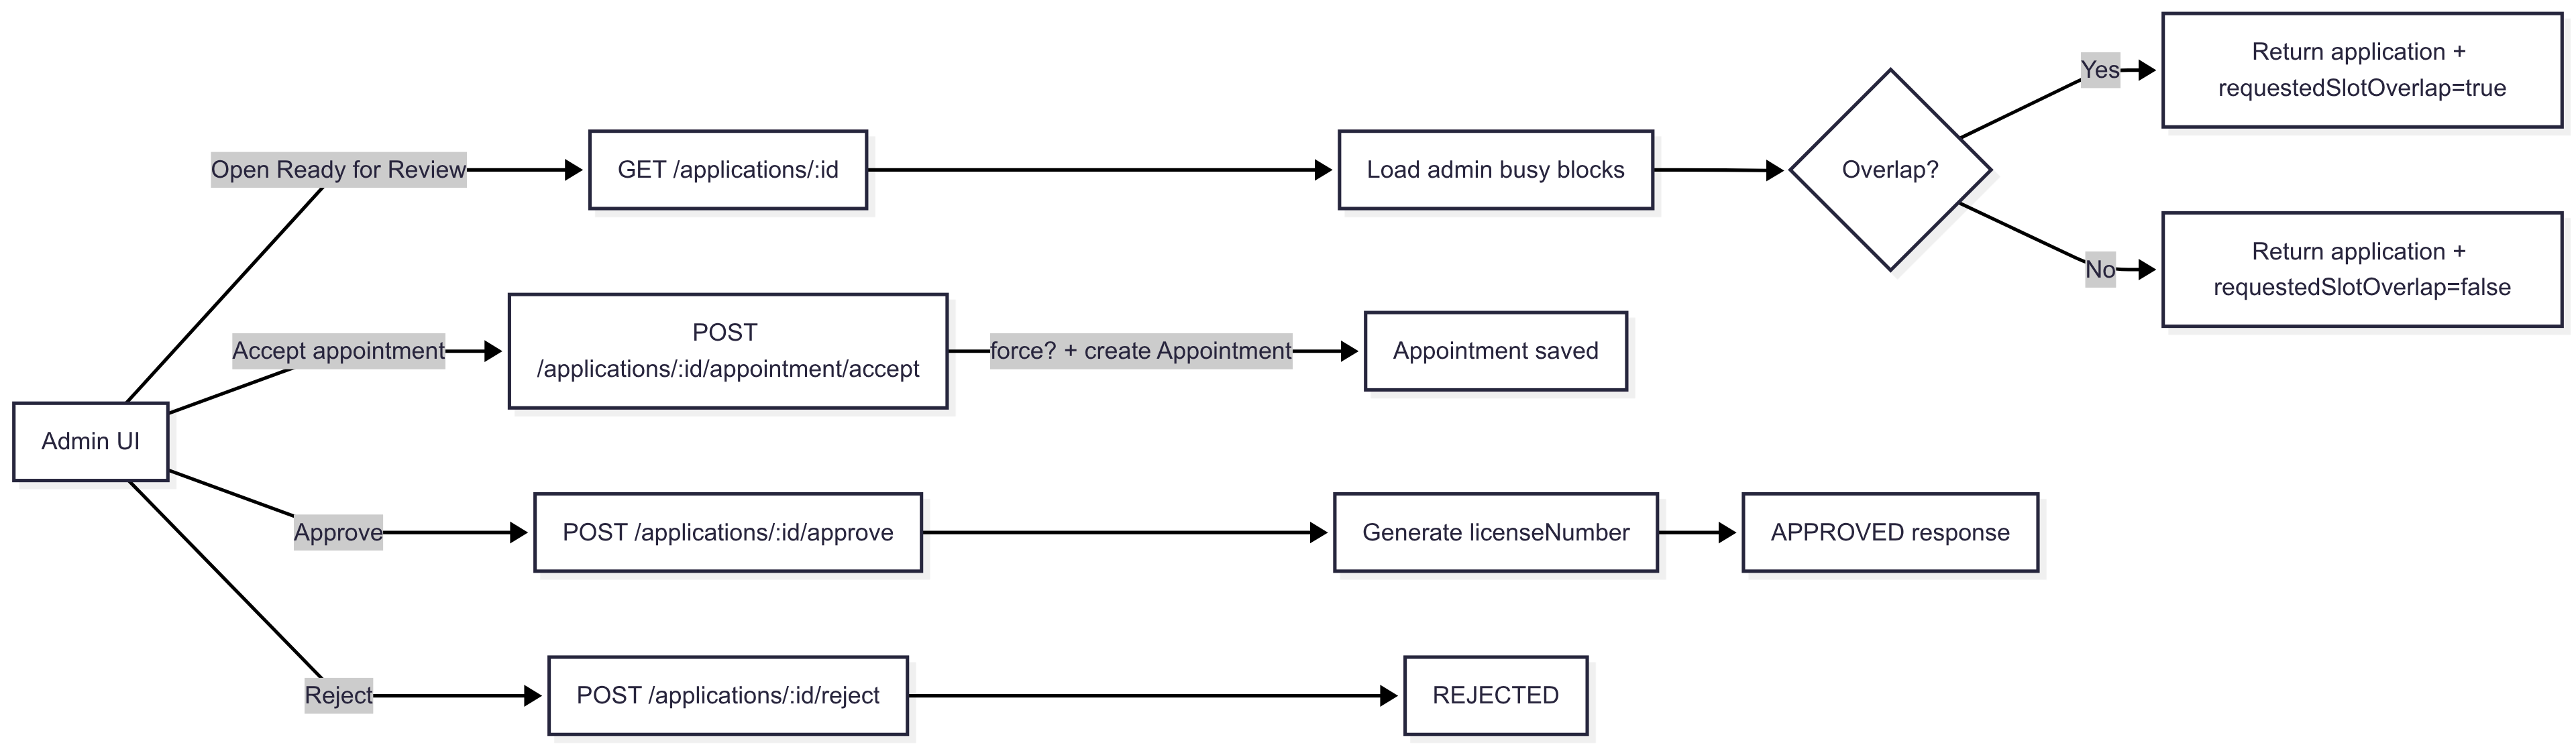 Return application +
requestedSlotOverlap=true
Yes
Open Ready for Review
GET /applications/:id
Load admin busy blocks
Overlap?
Return application +
requestedSlotOverlap=false
No
Accept appointment
POST
/applications/:id/appointment/accept
force? + create Appointment
Appointment saved
Admin UI
Approve
POST /applications/:id/approve
Generate licenseNumber
APPROVED response
Reject
POST /applications/:id/reject
REJECTED